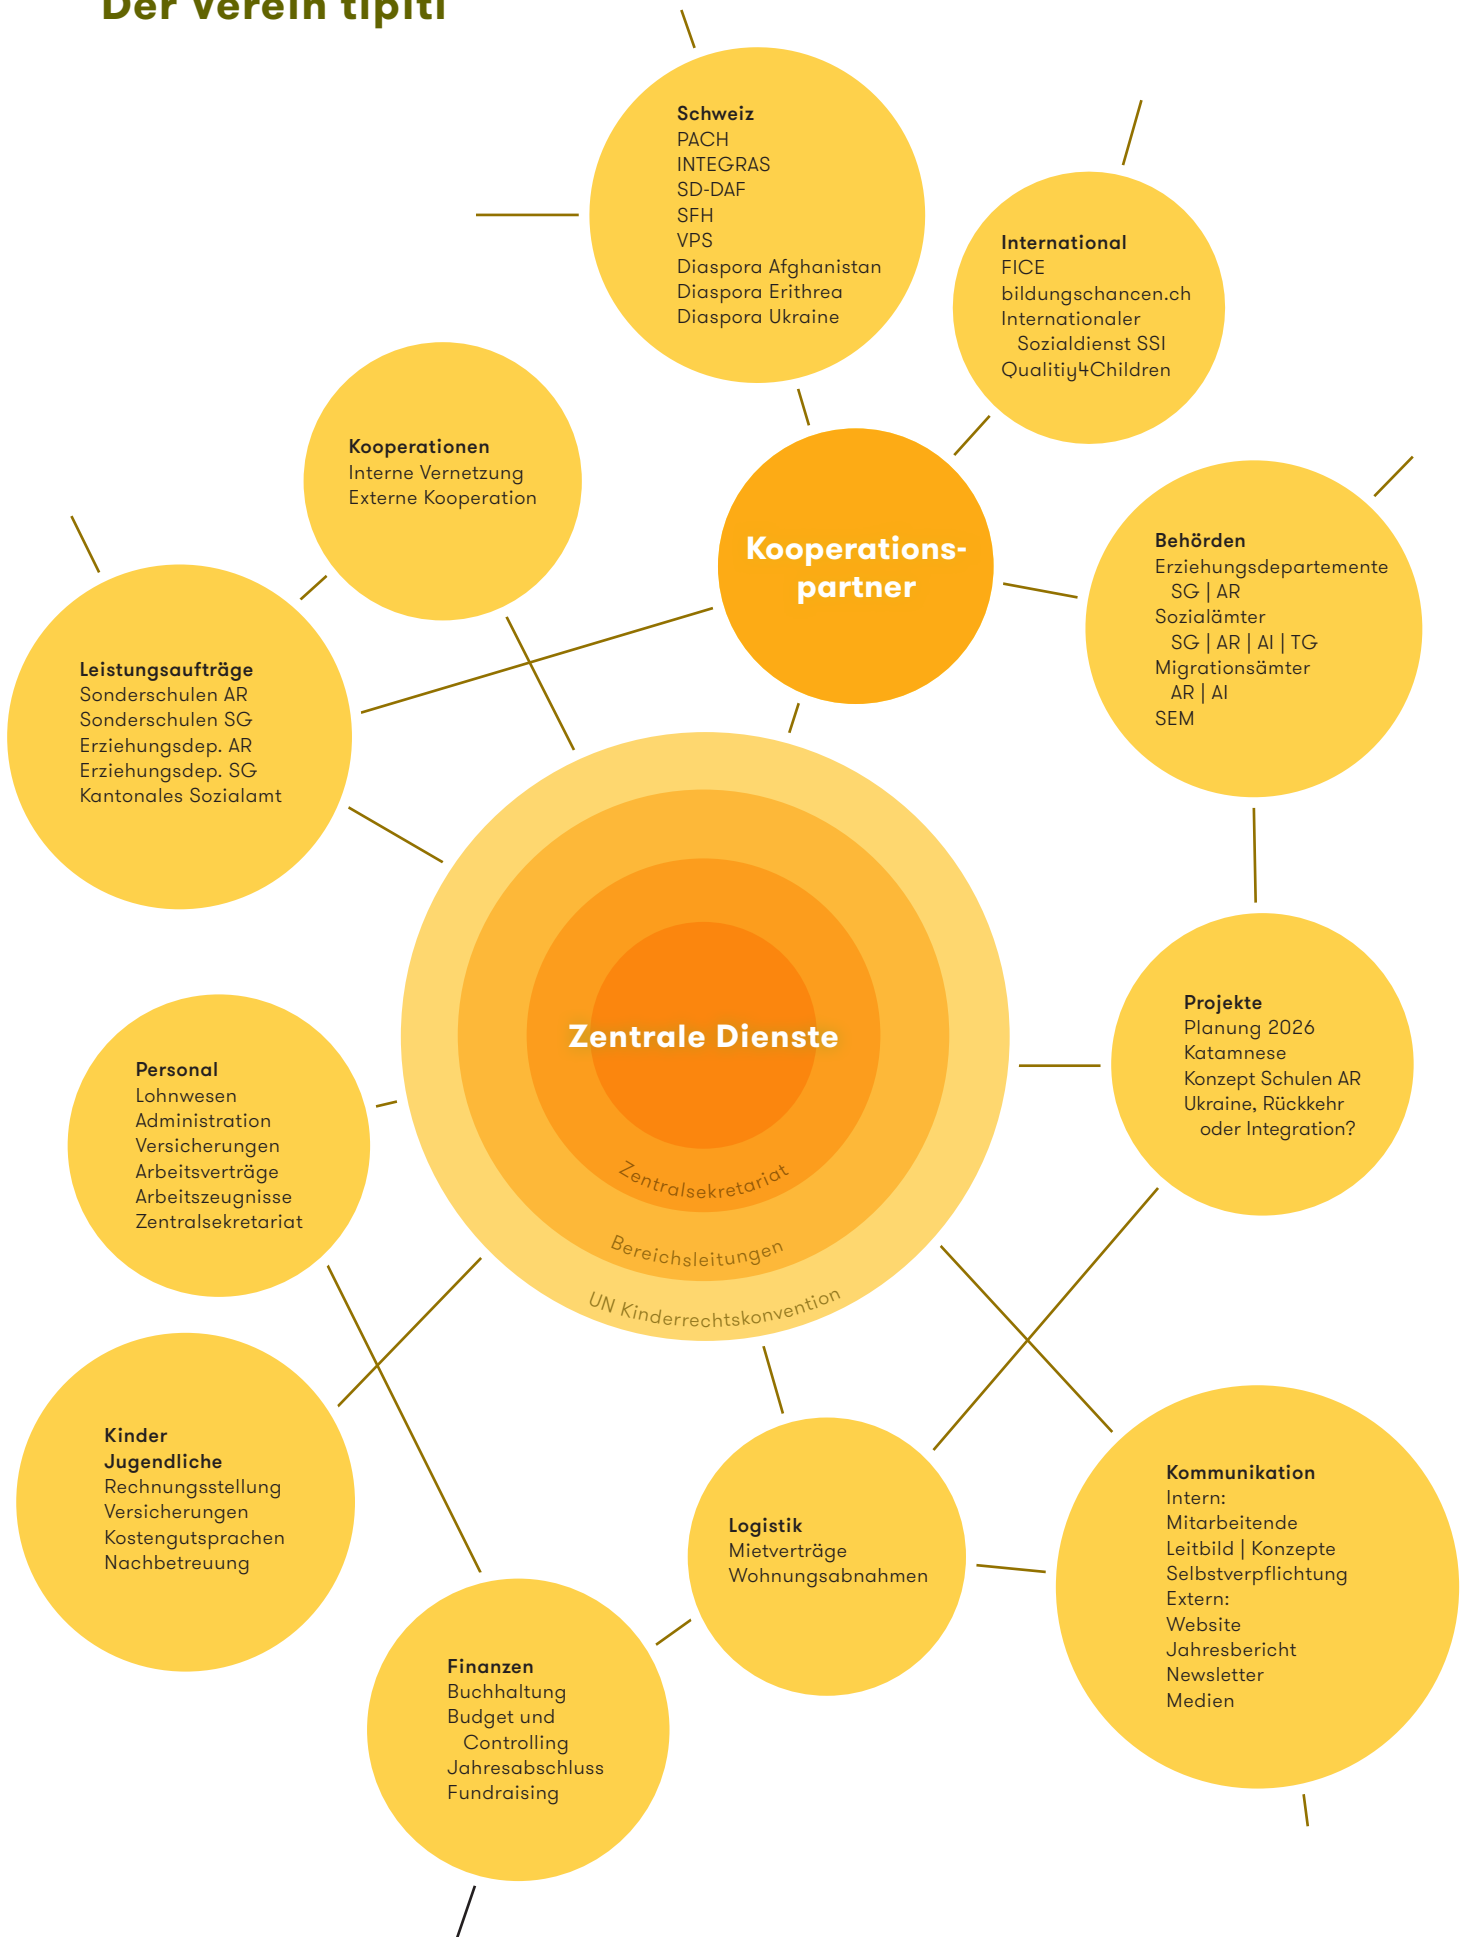 Der Verein tipiti
Schweiz
PACH
INTEGRAS
SD-DAF
SFH
VPS
Diaspora Afghanistan
Diaspora Erithrea
Diaspora Ukraine
International
FICE
bildungschancen.ch
Internationaler
Sozialdienst SSI
Qualitiy4Children
Kooperationen
Interne Vernetzung
Externe Kooperation
Kooperations-
partner
Behörden
Erziehungsdepartemente
SG | AR
Sozialämter
SG | AR | AI | TG
Migrationsämter
AR | AI
SEM
Leistungsaufträge
Sonderschulen AR
Sonderschulen SG
Erziehungsdep. AR
Erziehungsdep. SG
Kantonales Sozialamt
Zentrale Dienste
Zentralsekretariat
Bereichsleitungen
UN Kinderrechtskonvention
Projekte
Planung 2026
Katamnese
Konzept Schulen AR
Ukraine, Rückkehr
oder Integration?
Personal
Lohnwesen
Administration
Versicherungen
Arbeitsverträge
Arbeitszeugnisse
Zentralsekretariat
Kinder
Jugendliche
Rechnungsstellung
Versicherungen
Kostengutsprachen
Nachbetreuung
Logistik
Mietverträge
Wohnungsabnahmen
Kommunikation
Intern:
Mitarbeitende
Leitbild | Konzepte
Selbstverpflichtung
Extern:
Website
Jahresbericht
Newsletter
Medien
Finanzen
Buchhaltung
Budget und
Controlling
Jahresabschluss
Fundraising